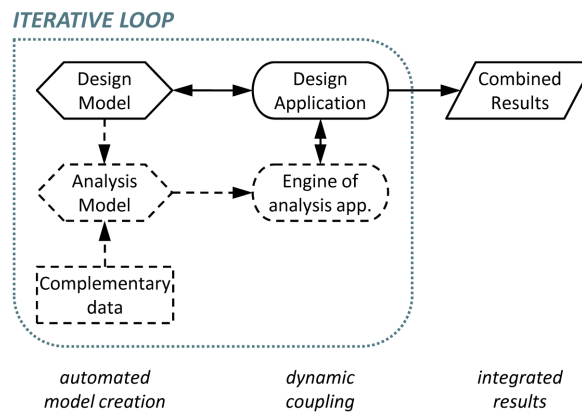 ITERATIVE LOOP
Design
Model
Design
Application
Combined
Results
Analysis
Model
Engine of
analysis app.
Complementary
data
automated
model creation
dynamic
coupling
integrated
results